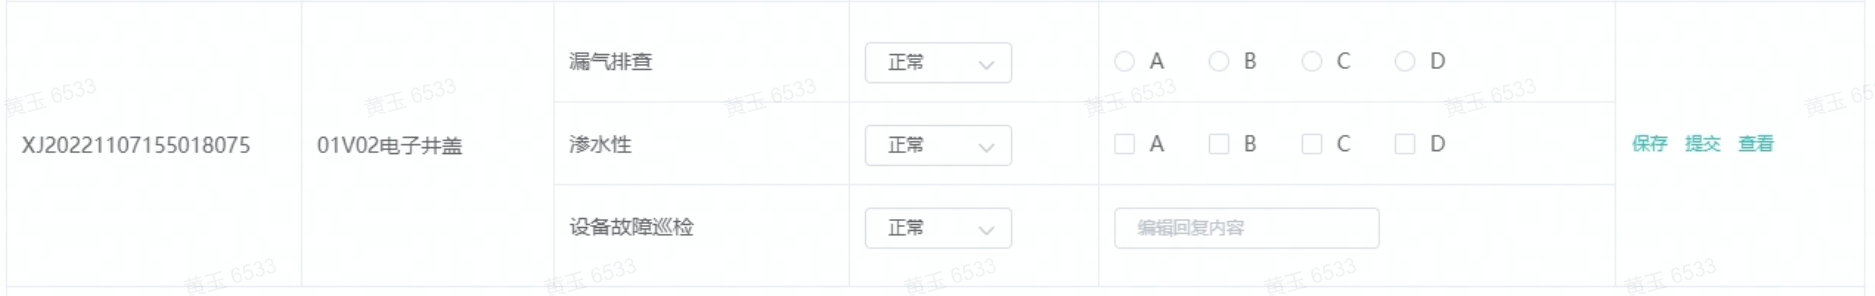 漏气排查 正常 A B C D
XJ20221107155018075 01V02电子井盖 渗水性 正常 A B C D 保存 提交 查看
设备故障巡检 正常 编辑回复内容
黄玉 6533 黄玉 6533 黄玉 6533 黄玉 6533 黄玉 6533 黄玉 65
黄玉 6533 黄玉 6533 黄玉 6533 黄玉 6533 黄玉 6533